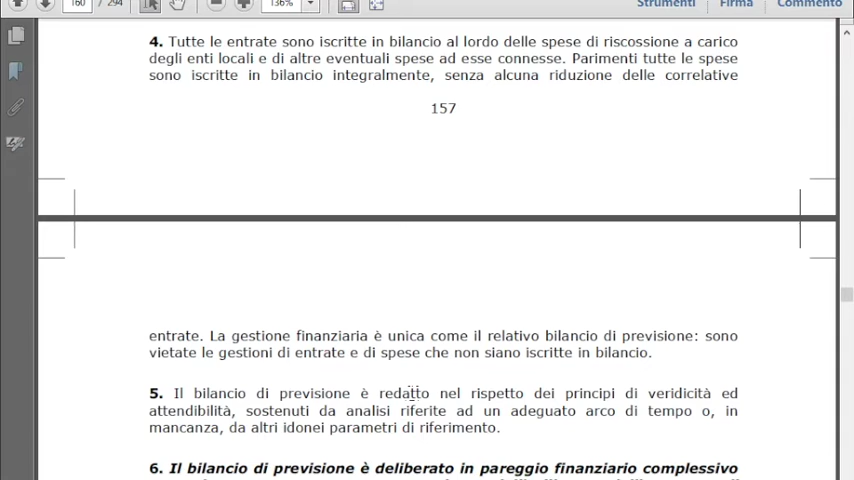 160
/ 294
136%
Strumenti
Firma
Commento
4. Tutte le entrate sono iscritte in bilancio al lordo delle spese di riscossione a carico
degli enti locali e di altre eventuali spese ad esse connesse. Parimenti tutte le spese
sono iscritte in bilancio integralmente, senza alcuna riduzione delle correlative
157
entrate. La gestione finanziaria è unica come il relativo bilancio di previsione: sono
vietate le gestioni di entrate e di spese che non siano iscritte in bilancio.
5. Il bilancio di previsione è redatto nel rispetto dei principi di veridicità ed
attendibilità, sostenuti da analisi riferite ad un adeguato arco di tempo o, in
mancanza, da altri idonei parametri di riferimento.
6. Il bilancio di previsione è deliberato in pareggio finanziario complessivo